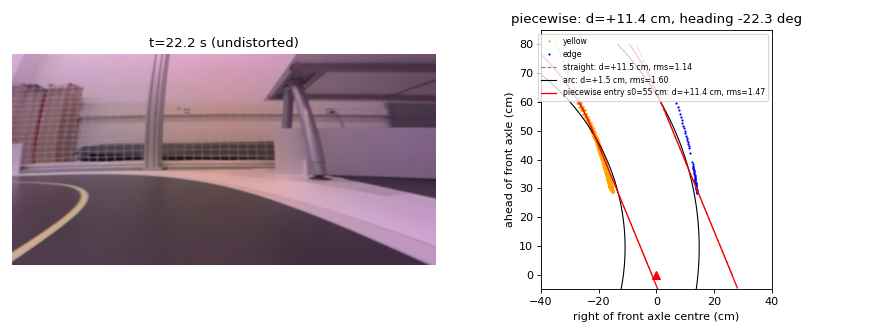 t=22.2 s (undistorted)
piecewise: d=+11.4 cm, heading -22.3 deg
yellow
edge
straight: d=+11.5 cm, rms=1.14
arc: d=+1.5 cm, rms=1.60
piecewise entry s0=55 cm: d=+11.4 cm, rms=1.47
ahead of front axle (cm)
80
70
60
50
40
30
20
10
0
−40
−20
0
20
40
right of front axle centre (cm)